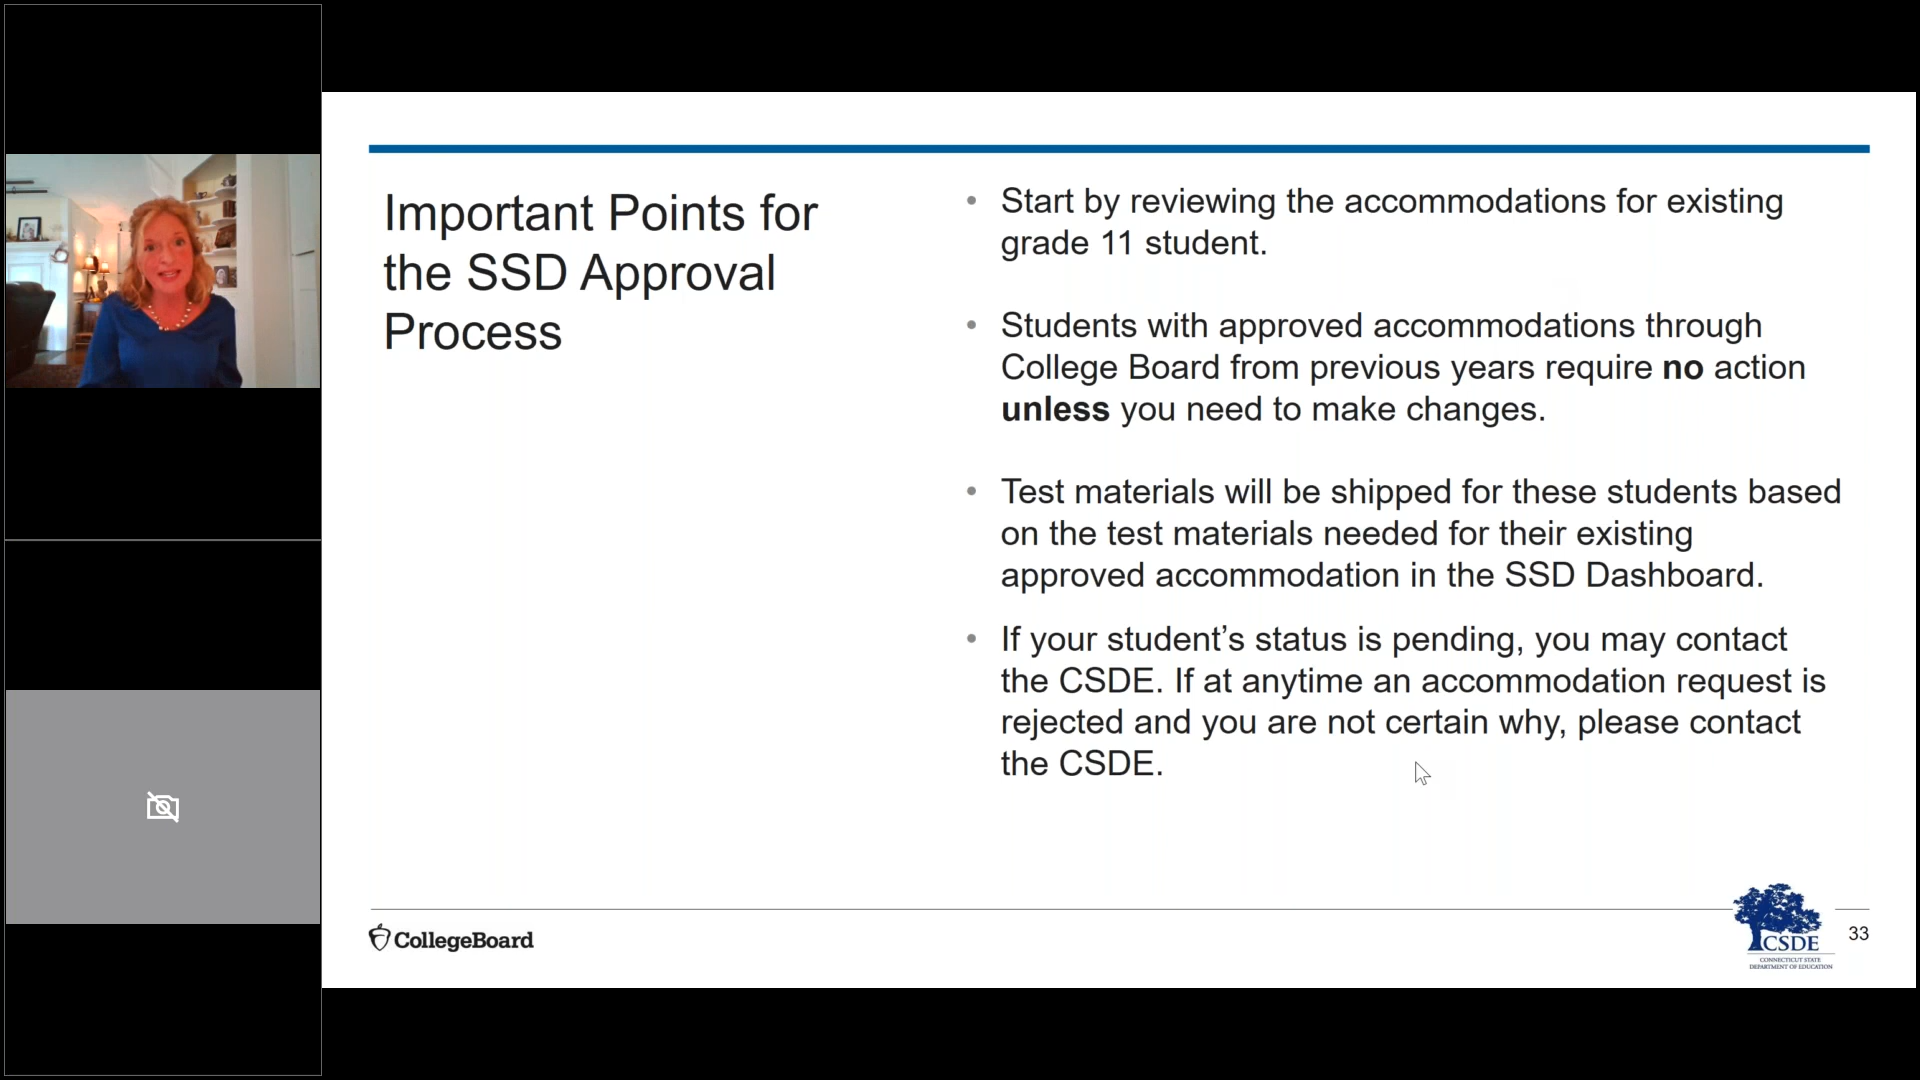 Important Points for
the SSD Approval
Process
Start by reviewing the accommodations for existing
grade 11 student.
Students with approved accommodations through
College Board from previous years require no action
unless you need to make changes.
Test materials will be shipped for these students based
on the test materials needed for their existing
approved accommodation in the SSD Dashboard.
If your student’s status is pending, you may contact
the CSDE. If at anytime an accommodation request is
rejected and you are not certain why, please contact
the CSDE.
CollegeBoard
CSDE
CONNECTICUT STATE
DEPARTMENT OF EDUCATION
33